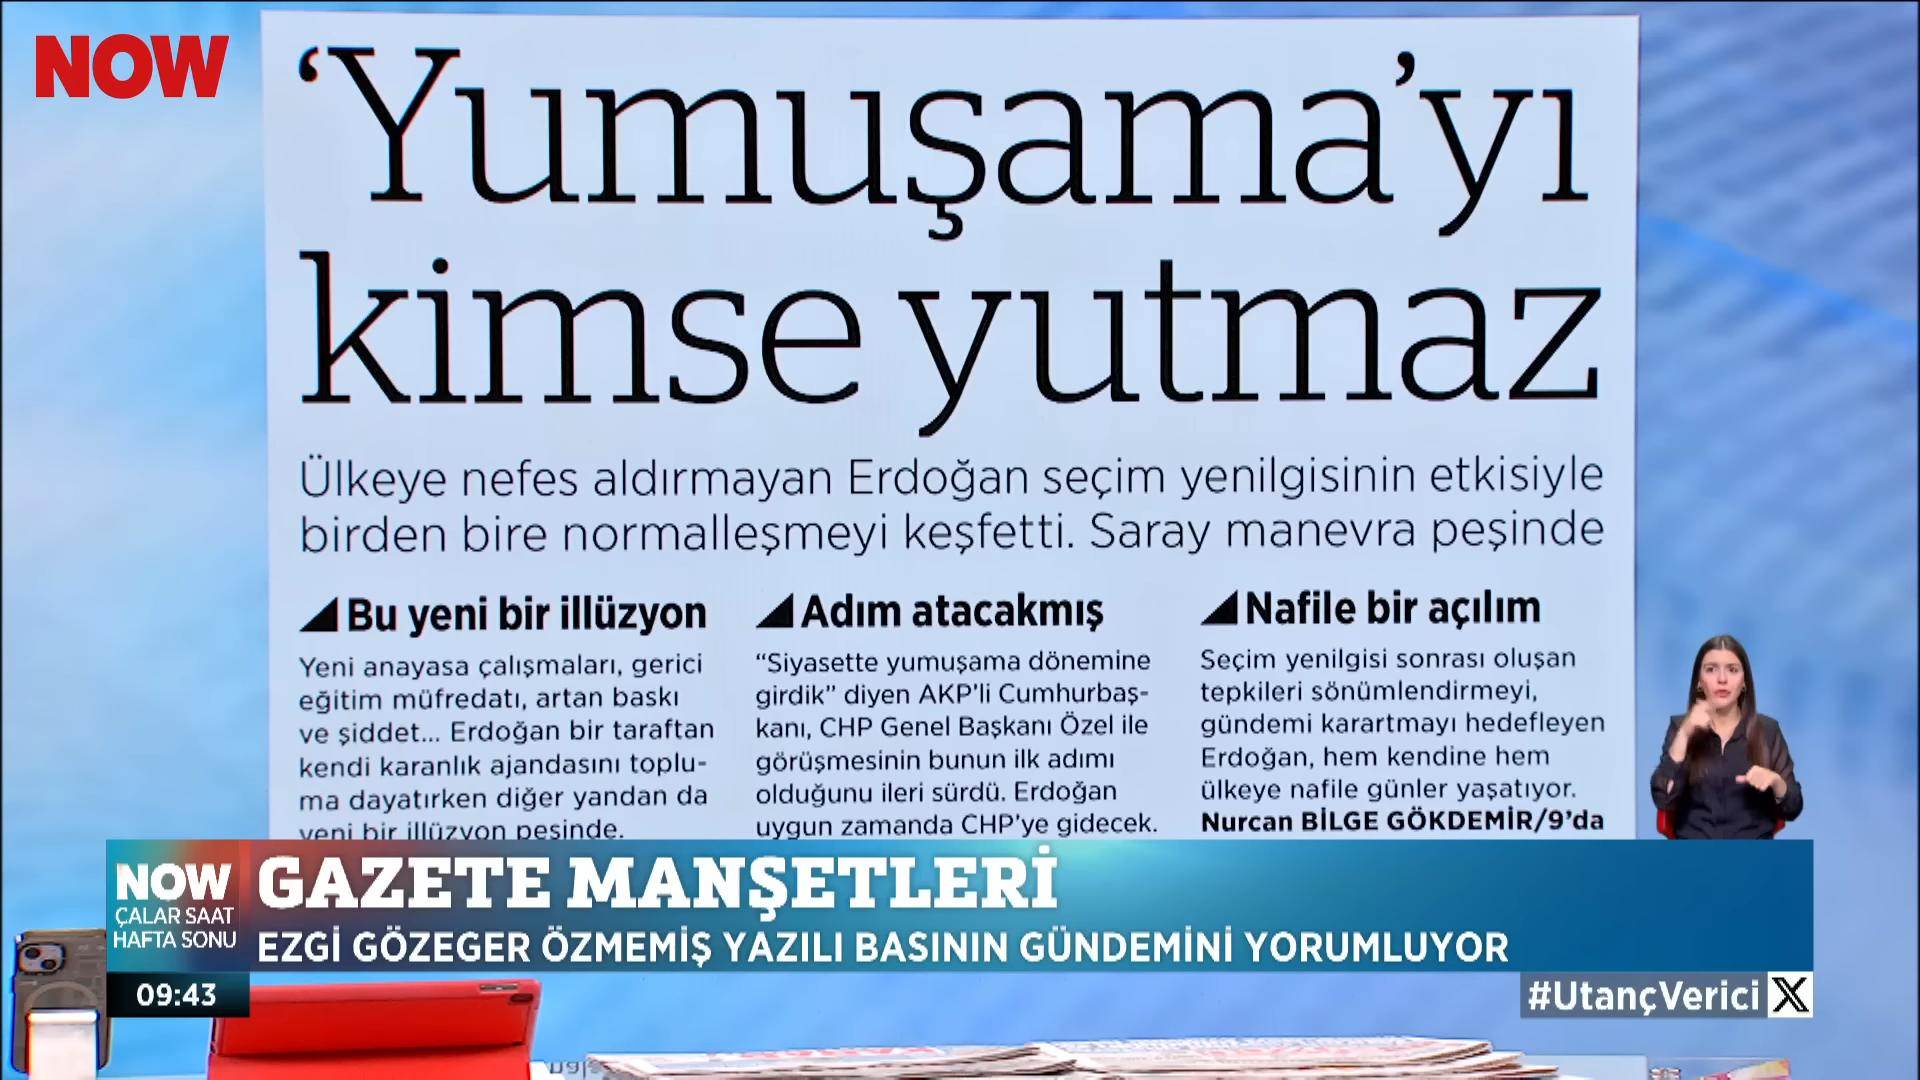 NOW
‘Yumuşama’yı
kimse yutmaz
Ülkeye nefes aldırmayan Erdoğan seçim yenilgisinin etkisiyle
birden bire normalleşmeyi keşfetti. Saray manevra peşinde
Bu yeni bir illüzyon
Yeni anayasa çalışmaları, gerici
eğitim müfredatı, artan baskı
ve şiddet... Erdoğan bir taraftan
kendi karanlık ajandasını toplu-
ma dayatırken diğer yandan da
yeni bir illüzyon peşinde.
Adım atacakmış
“Siyasette yumuşama dönemine
girdik” diyen AKP’li Cumhurbaş-
kanı, CHP Genel Başkanı Özel ile
görüşmesinin bunun ilk adımı
olduğunu ileri sürdü. Erdoğan
uygun zamanda CHP’ye gidecek.
Nafile bir açılım
Seçim yenilgisi sonrası oluşan
tepkileri sönümlendirmeyi,
gündemi karartmayı hedefleyen
Erdoğan, hem kendine hem
ülkeye nafile günler yaşatıyor.
Nurcan BİLGE GÖKDEMİR/9’da
NOW
ÇALAR SAAT
HAFTA SONU
GAZETE MANŞETLERİ
EZGİ GÖZEGER ÖZMEMİŞ YAZILI BASININ GÜNDEMİNİ YORUMLUYOR
09:43
#UtançVerici X